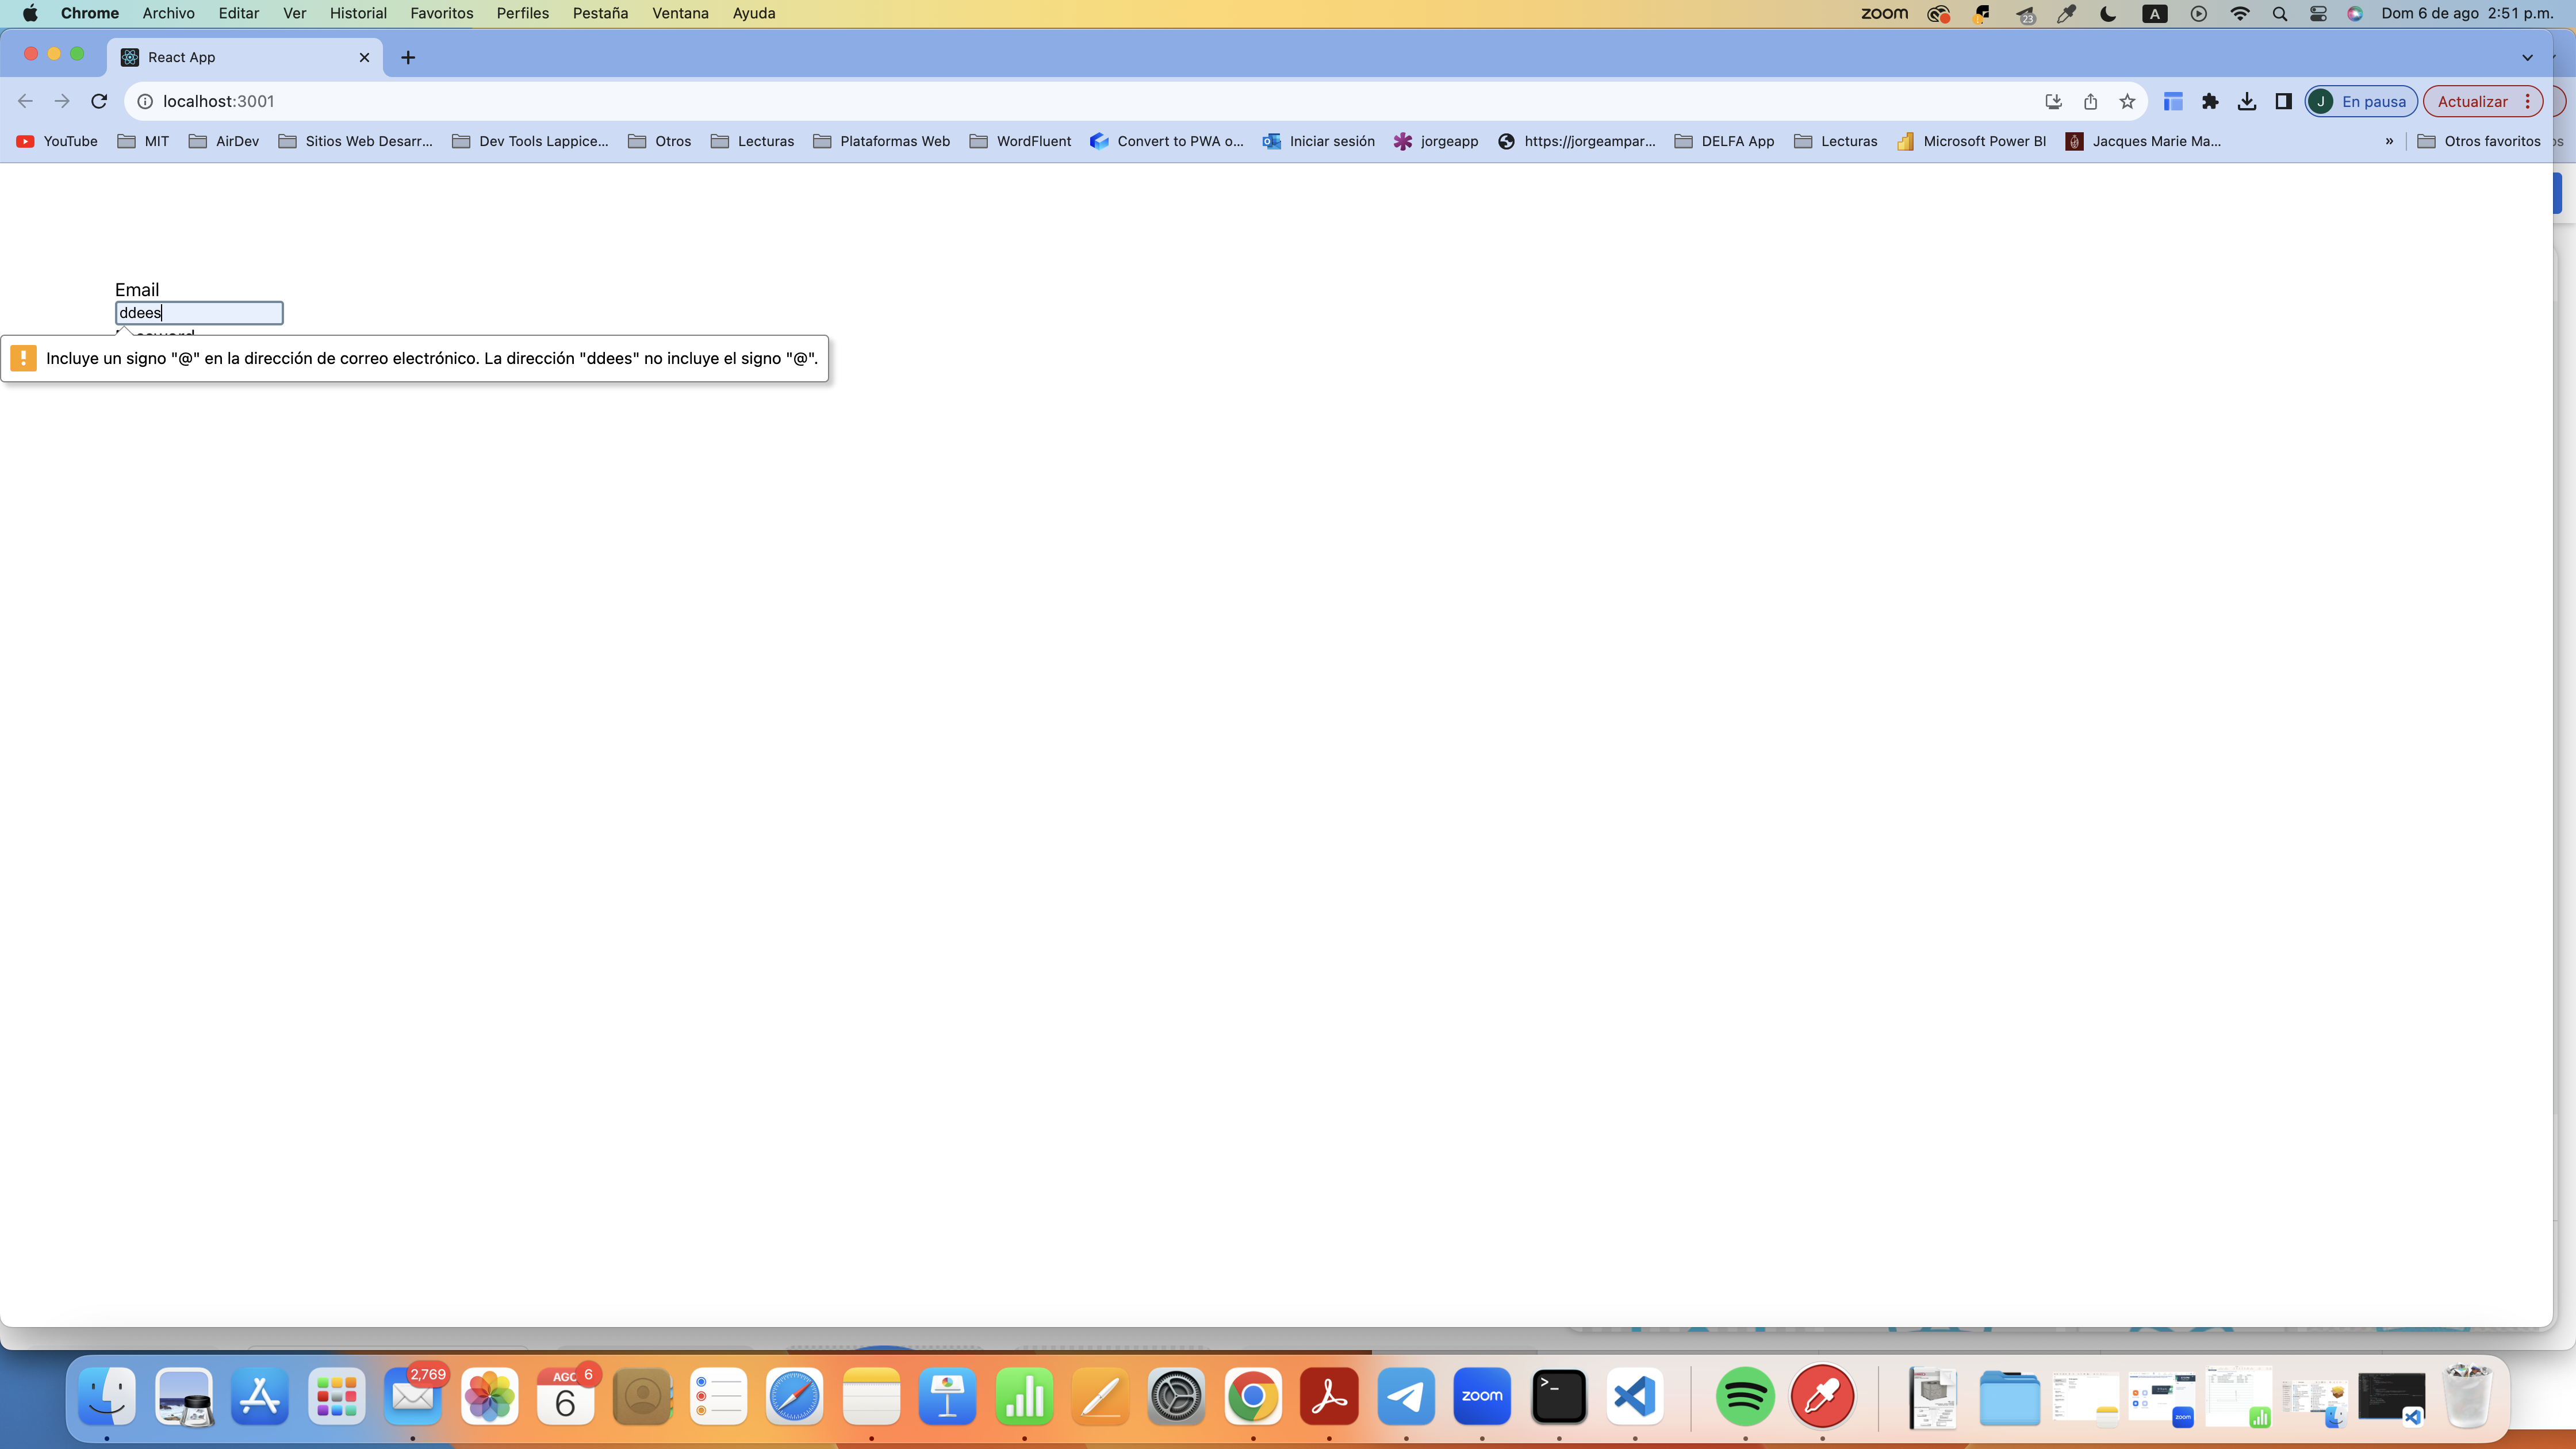 Chrome Archivo Editar Ver Historial Favoritos Perfiles Pestaña Ventana Ayuda zoom 23 A Dom 6 de ago 2:51 p.m.
React App
localhost:3001 J En pausa Actualizar
YouTube MIT AirDev Sitios Web Desarr... Dev Tools Lappice... Otros Lecturas Plataformas Web WordFluent Convert to PWA o... Iniciar sesión jorgeapp https://jorgeampar... DELFA App Lecturas Microsoft Power BI Jacques Marie Ma... » Otros favoritos
Email
ddees
Incluye un signo "@" en la dirección de correo electrónico. La dirección "ddees" no incluye el signo "@".
2,769 AGO 6 6 zoom